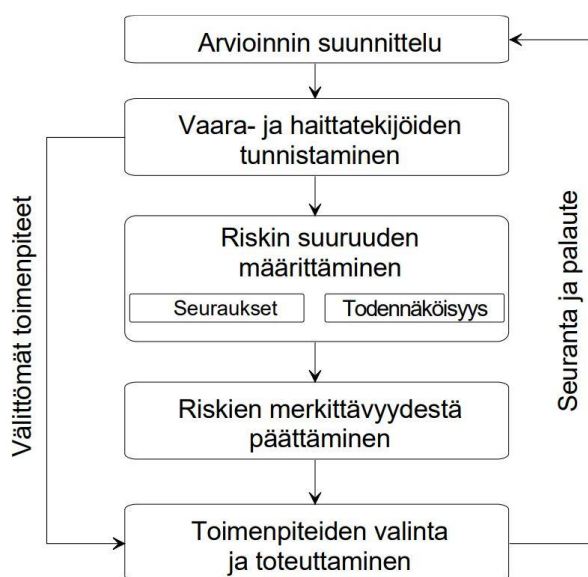 Arvioinnin suunnittelu
Vaara- ja haittatekijöiden
tunnistaminen
Riskin suuruuden
määrittäminen
Seuraukset
Todennäköisyys
Riskien merkittävyydestä
päättäminen
Toimenpiteiden valinta
ja toteuttaminen
Välittömät toimenpiteet
Seuranta ja palaute